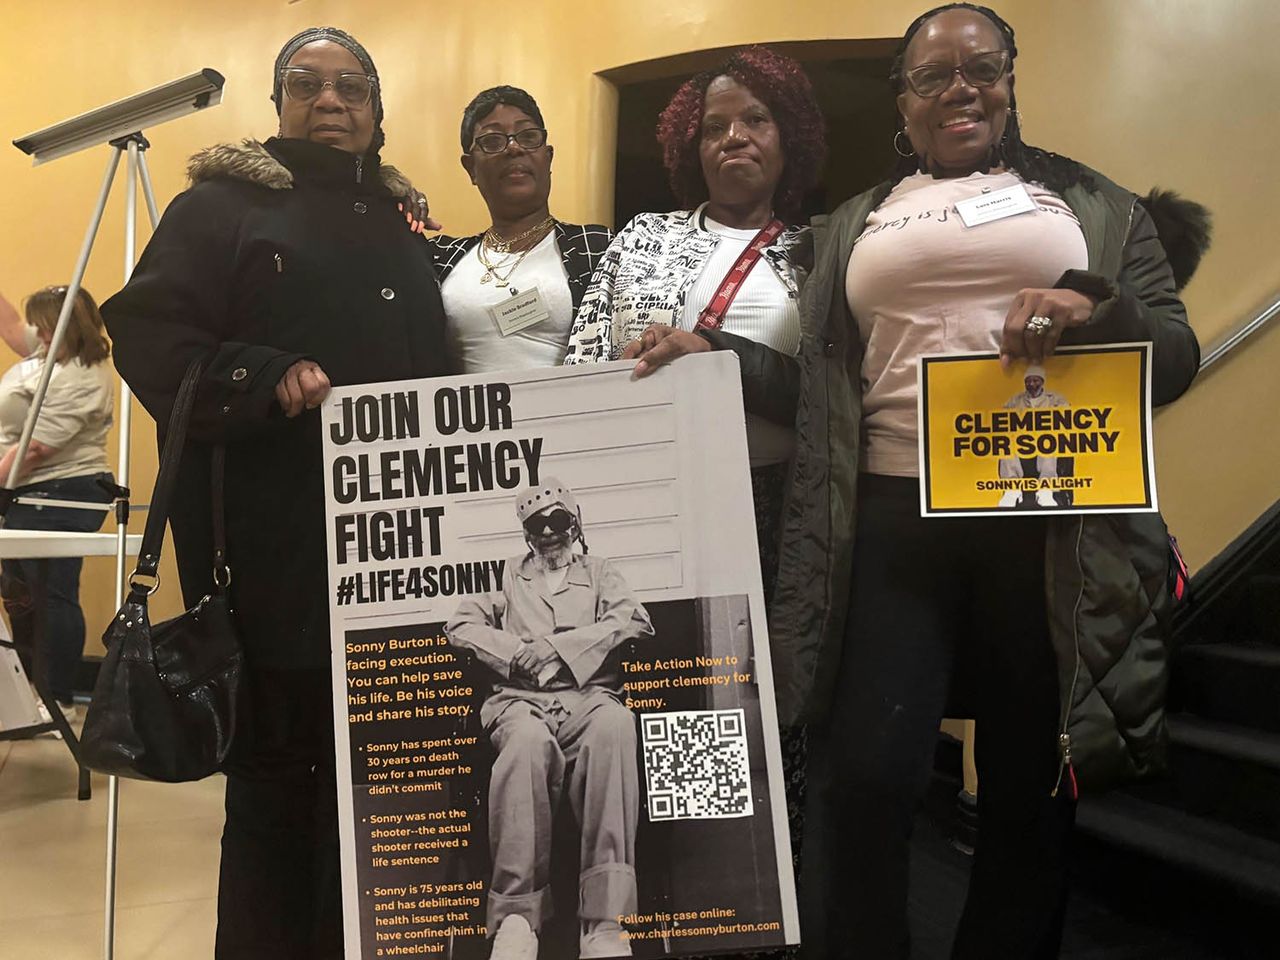 JOIN OUR
CLEMENCY
FIGHT
#LIFE4SONNY
Sonny Burton is
facing execution.
You can help save
his life. Be his voice
and share his story.
• Sonny has spent over
30 years on death
row for a murder he
didn't commit
• Sonny was not the
shooter--the actual
shooter received a
life sentence
• Sonny is 75 years old
and has debilitating
health issues that
have confined him in
a wheelchair
Take Action Now to
support clemency for
Sonny.
Follow his case online:
www.charlessonnyburton.com
Jackie Bradford
Lois Harris
CLEMENCY
FOR SONNY
SONNY IS A LIGHT